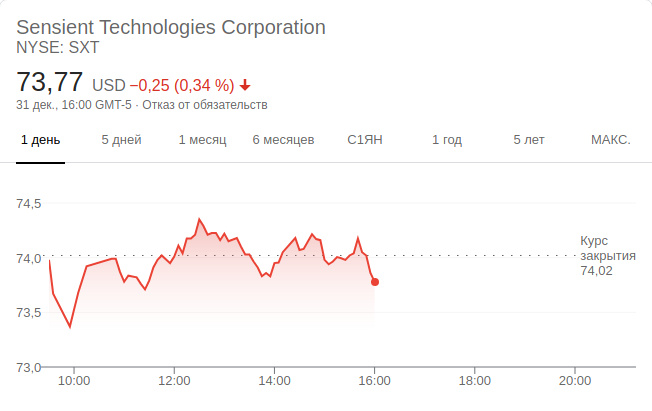 Sensient Technologies Corporation
NYSE: SXT
73,77 USD −0,25 (0,34 %)
31 дек., 16:00 GMT-5 · Отказ от обязательств
1 день 5 дней 1 месяц 6 месяцев С1ЯН 1 год 5 лет МАКС.
74,5
Курс
74,0 закрытия
74,02
73,5
73,0
10:00 12:00 14:00 16:00 18:00 20:00